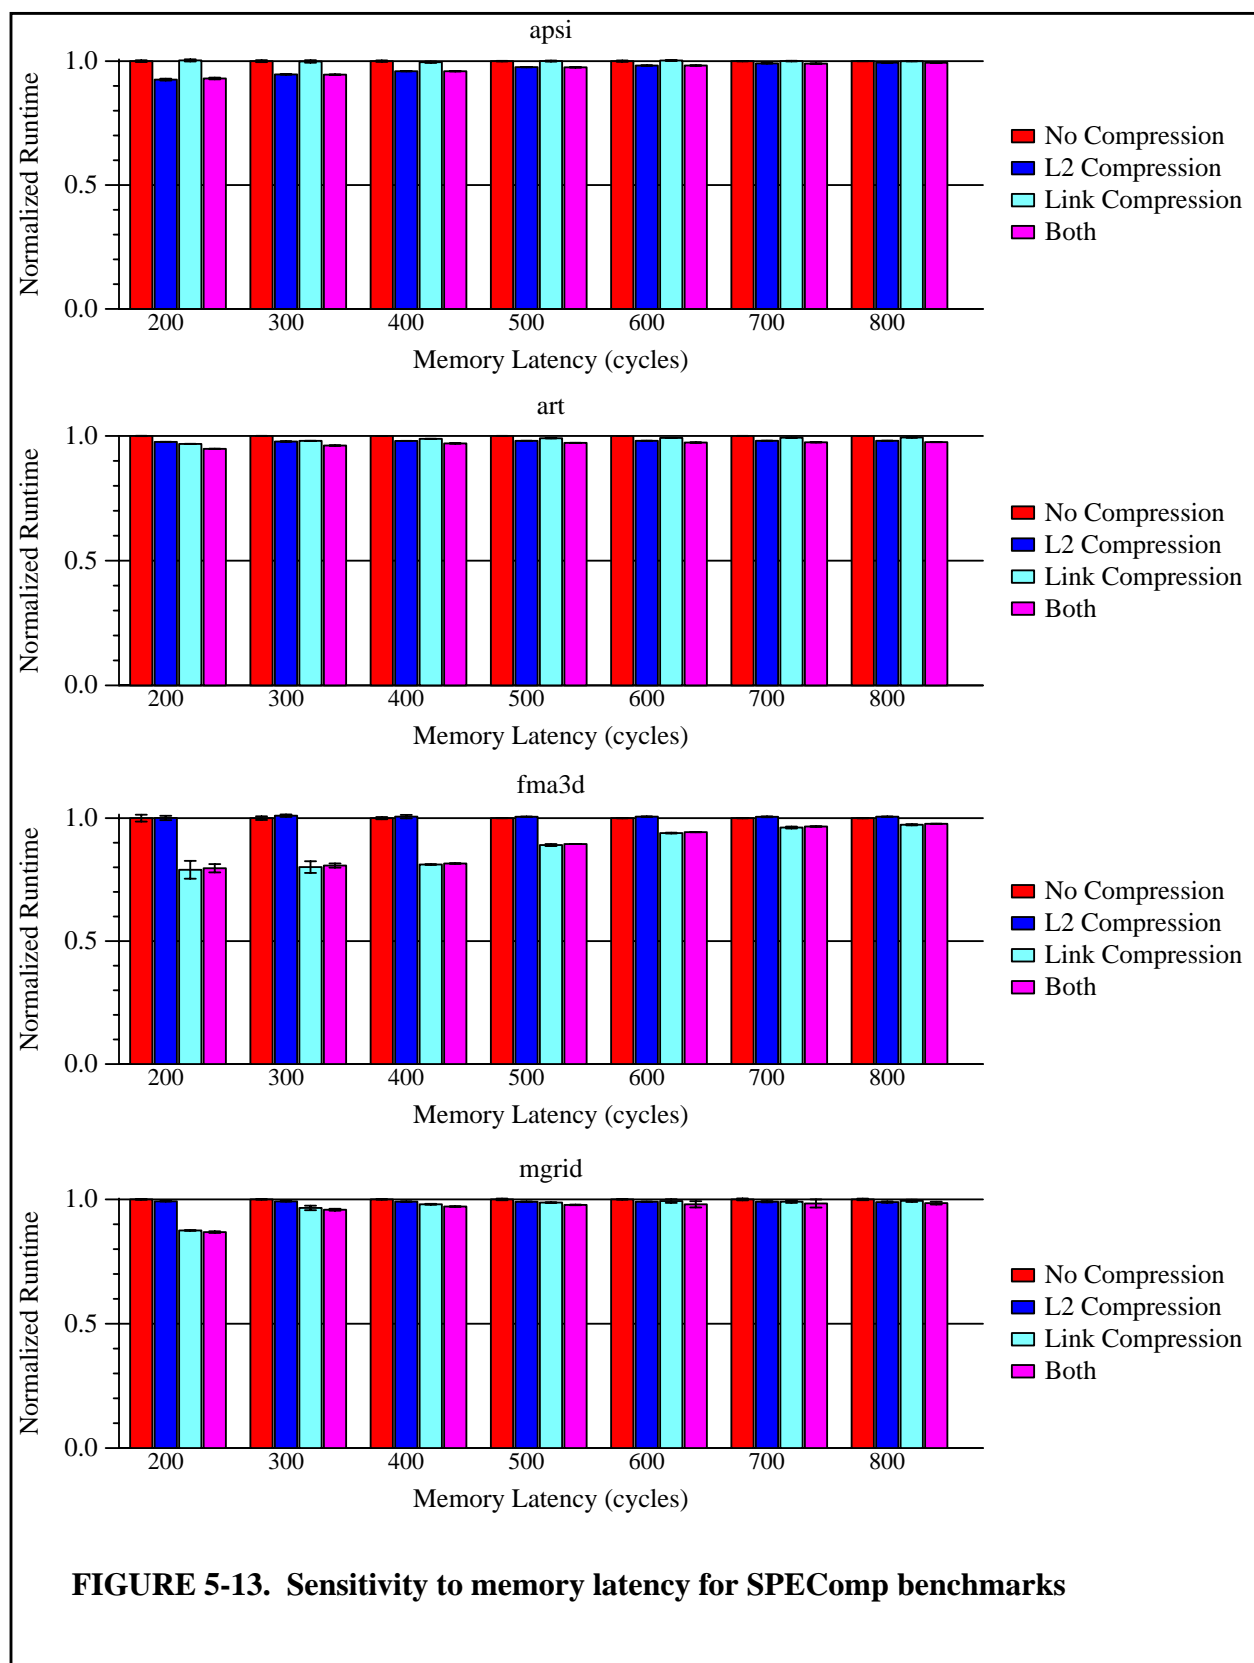 apsi
Normalized Runtime
1.0
0.5
0.0
200 300 400 500 600 700 800
Memory Latency (cycles)
No Compression
L2 Compression
Link Compression
Both
art
Normalized Runtime
1.0
0.5
0.0
200 300 400 500 600 700 800
Memory Latency (cycles)
No Compression
L2 Compression
Link Compression
Both
fma3d
Normalized Runtime
1.0
0.5
0.0
200 300 400 500 600 700 800
Memory Latency (cycles)
No Compression
L2 Compression
Link Compression
Both
mgrid
Normalized Runtime
1.0
0.5
0.0
200 300 400 500 600 700 800
Memory Latency (cycles)
No Compression
L2 Compression
Link Compression
Both
FIGURE 5-13. Sensitivity to memory latency for SPEComp benchmarks